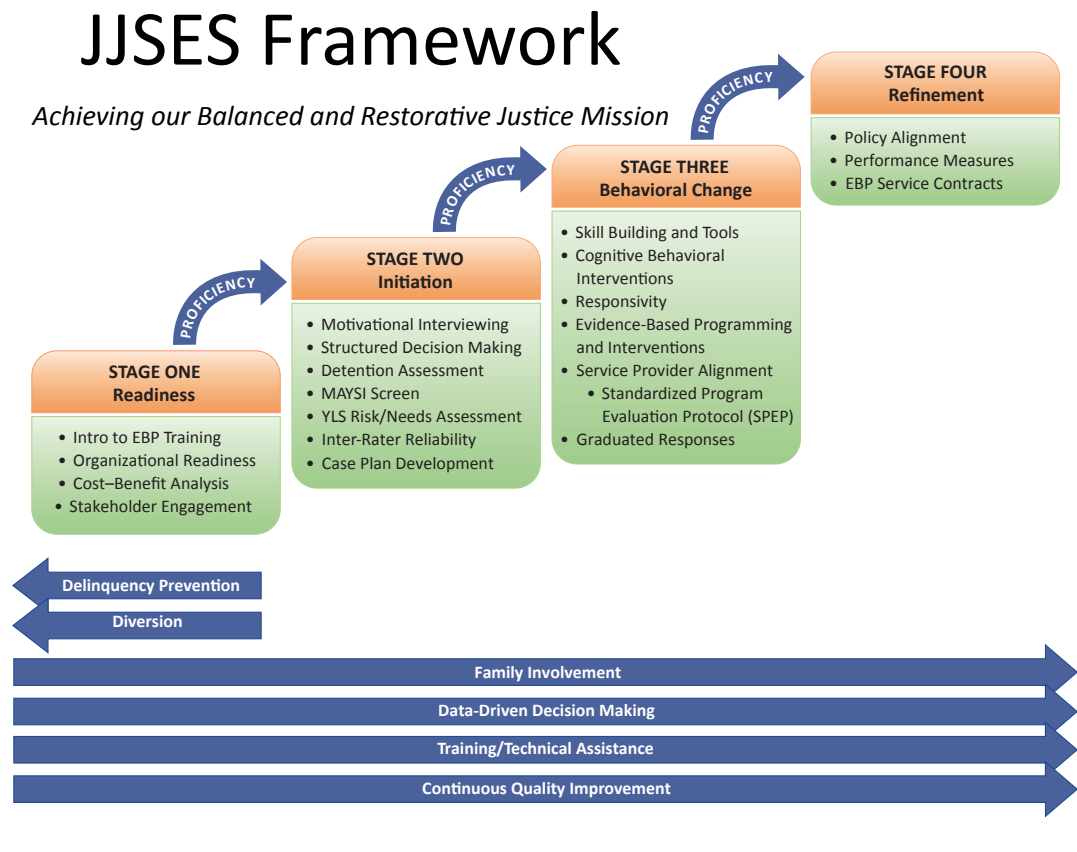 JJSES Framework
Achieving our Balanced and Restorative Justice Mission
STAGE ONE
Readiness
• Intro to EBP Training
• Organizational Readiness
• Cost–Benefit Analysis
• Stakeholder Engagement
PROFICIENCY
STAGE TWO
Initiation
• Motivational Interviewing
• Structured Decision Making
• Detention Assessment
• MAYSI Screen
• YLS Risk/Needs Assessment
• Inter-Rater Reliability
• Case Plan Development
PROFICIENCY
STAGE THREE
Behavioral Change
• Skill Building and Tools
• Cognitive Behavioral
Interventions
• Responsivity
• Evidence-Based Programming
and Interventions
• Service Provider Alignment
• Standardized Program
Evaluation Protocol (SPEP)
• Graduated Responses
PROFICIENCY
STAGE FOUR
Refinement
• Policy Alignment
• Performance Measures
• EBP Service Contracts
Delinquency Prevention
Diversion
Family Involvement
Data-Driven Decision Making
Training/Technical Assistance
Continuous Quality Improvement